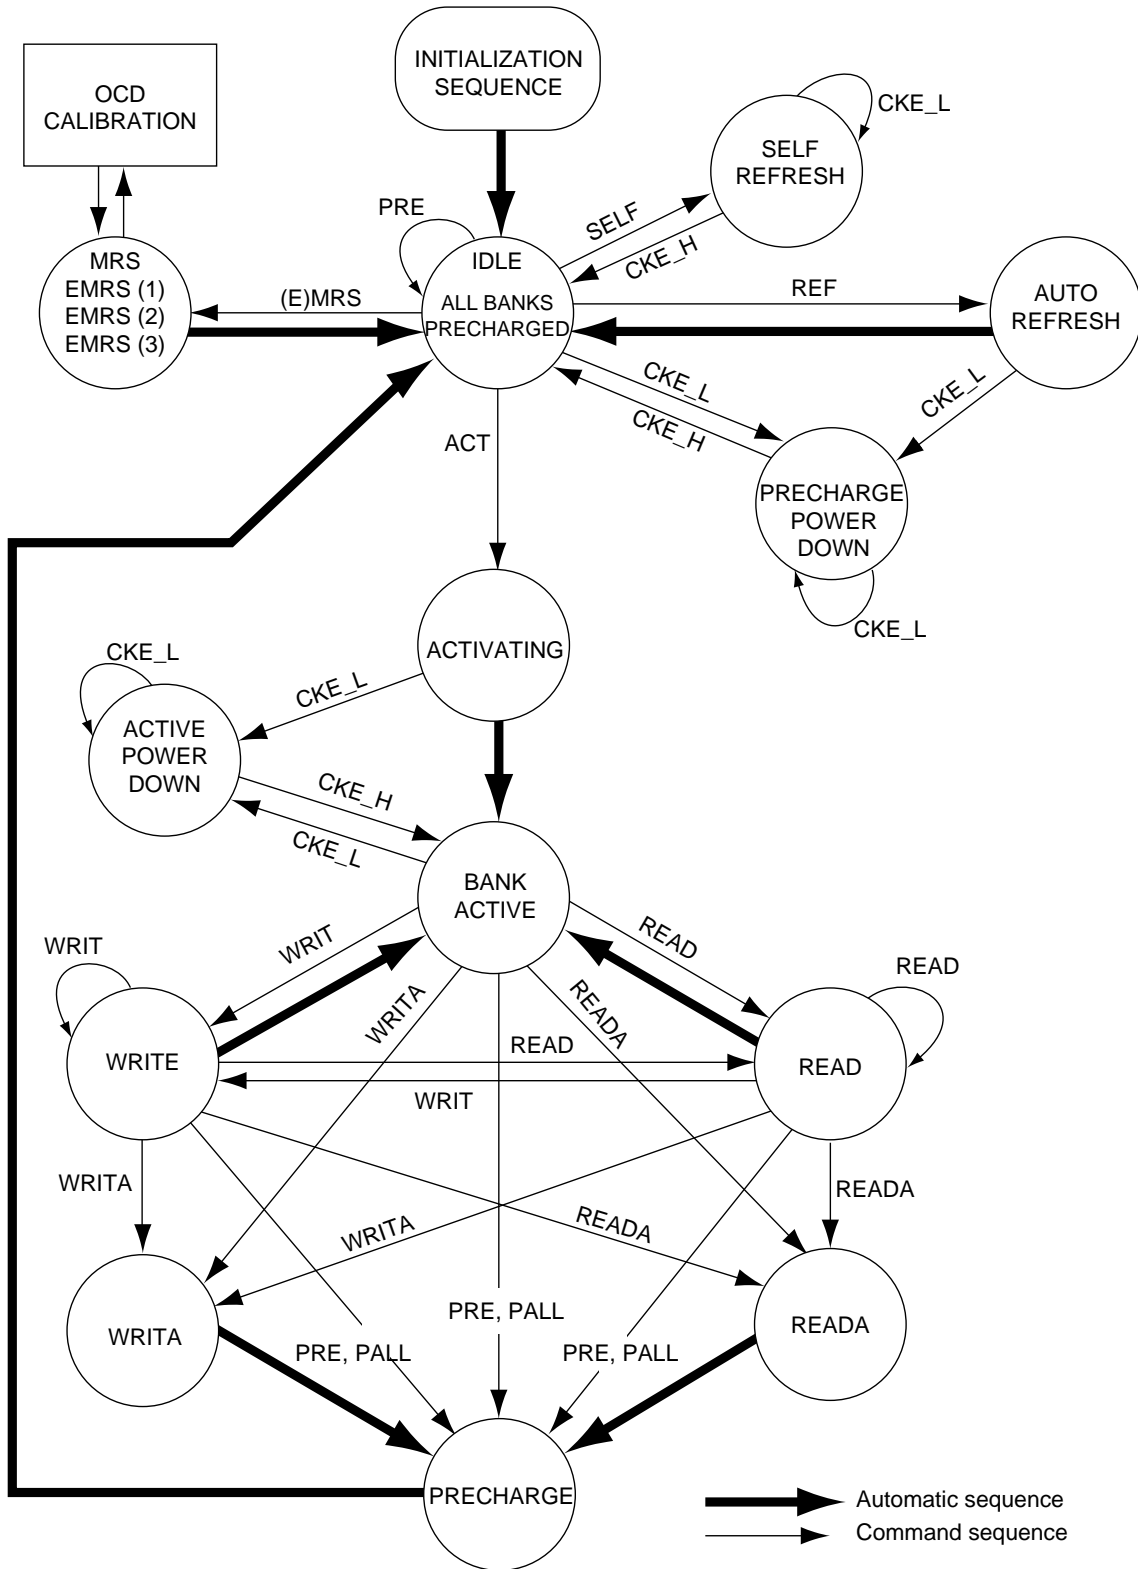 INITIALIZATION
SEQUENCE
OCD
CALIBRATION
CKE_L
SELF
REFRESH
PRE
SELF
CKE_H
MRS
EMRS (1)
EMRS (2)
EMRS (3)
(E)MRS
IDLE
ALL BANKS
PRECHARGED
REF
AUTO
REFRESH
CKE_L
CKE_H
CKE_L
ACT
PRECHARGE
POWER
DOWN
CKE_L
ACTIVATING
CKE_L
CKE_L
ACTIVE
POWER
DOWN
CKE_H
CKE_L
BANK
ACTIVE
WRIT
WRIT
READ
READ
WRITA
READA
WRITE
READ
WRIT
READ
WRITA
READA
WRITA
READA
WRITA
PRE, PALL
PRE, PALL
PRE, PALL
READA
PRECHARGE
Automatic sequence
Command sequence